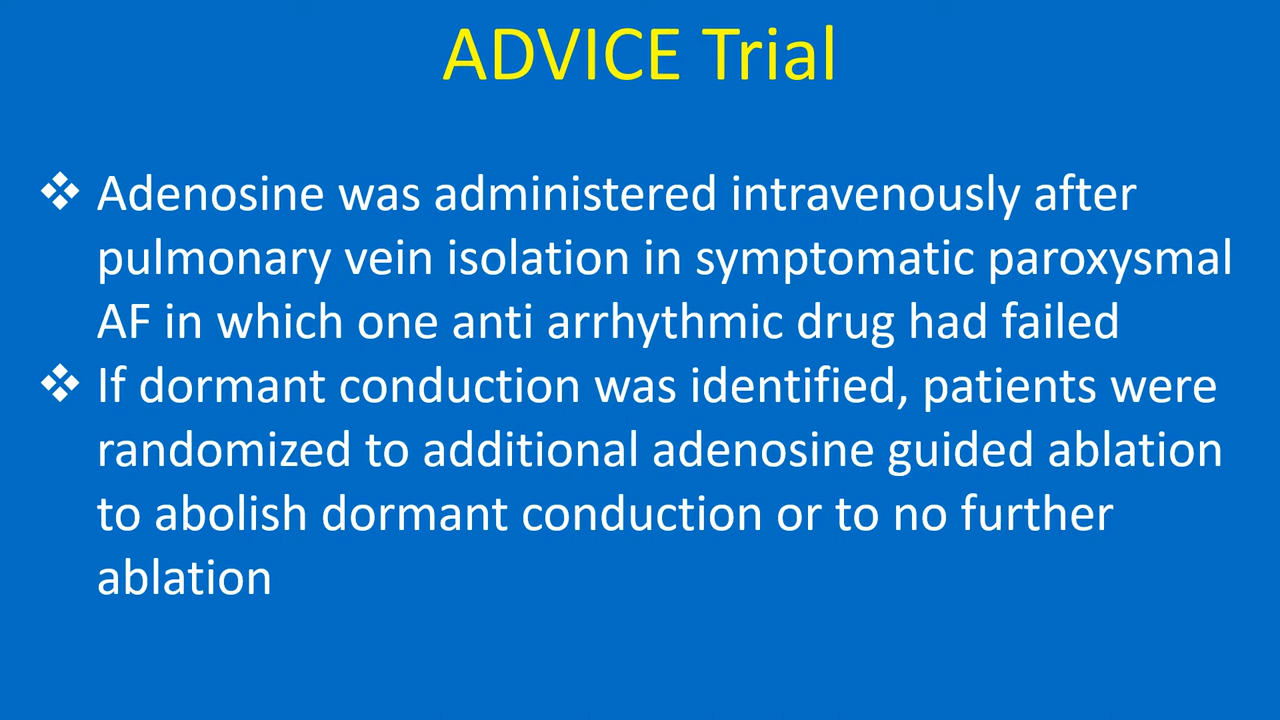 ADVICE Trial
❖ Adenosine was administered intravenously after
pulmonary vein isolation in symptomatic paroxysmal
AF in which one anti arrhythmic drug had failed
❖ If dormant conduction was identified, patients were
randomized to additional adenosine guided ablation
to abolish dormant conduction or to no further
ablation